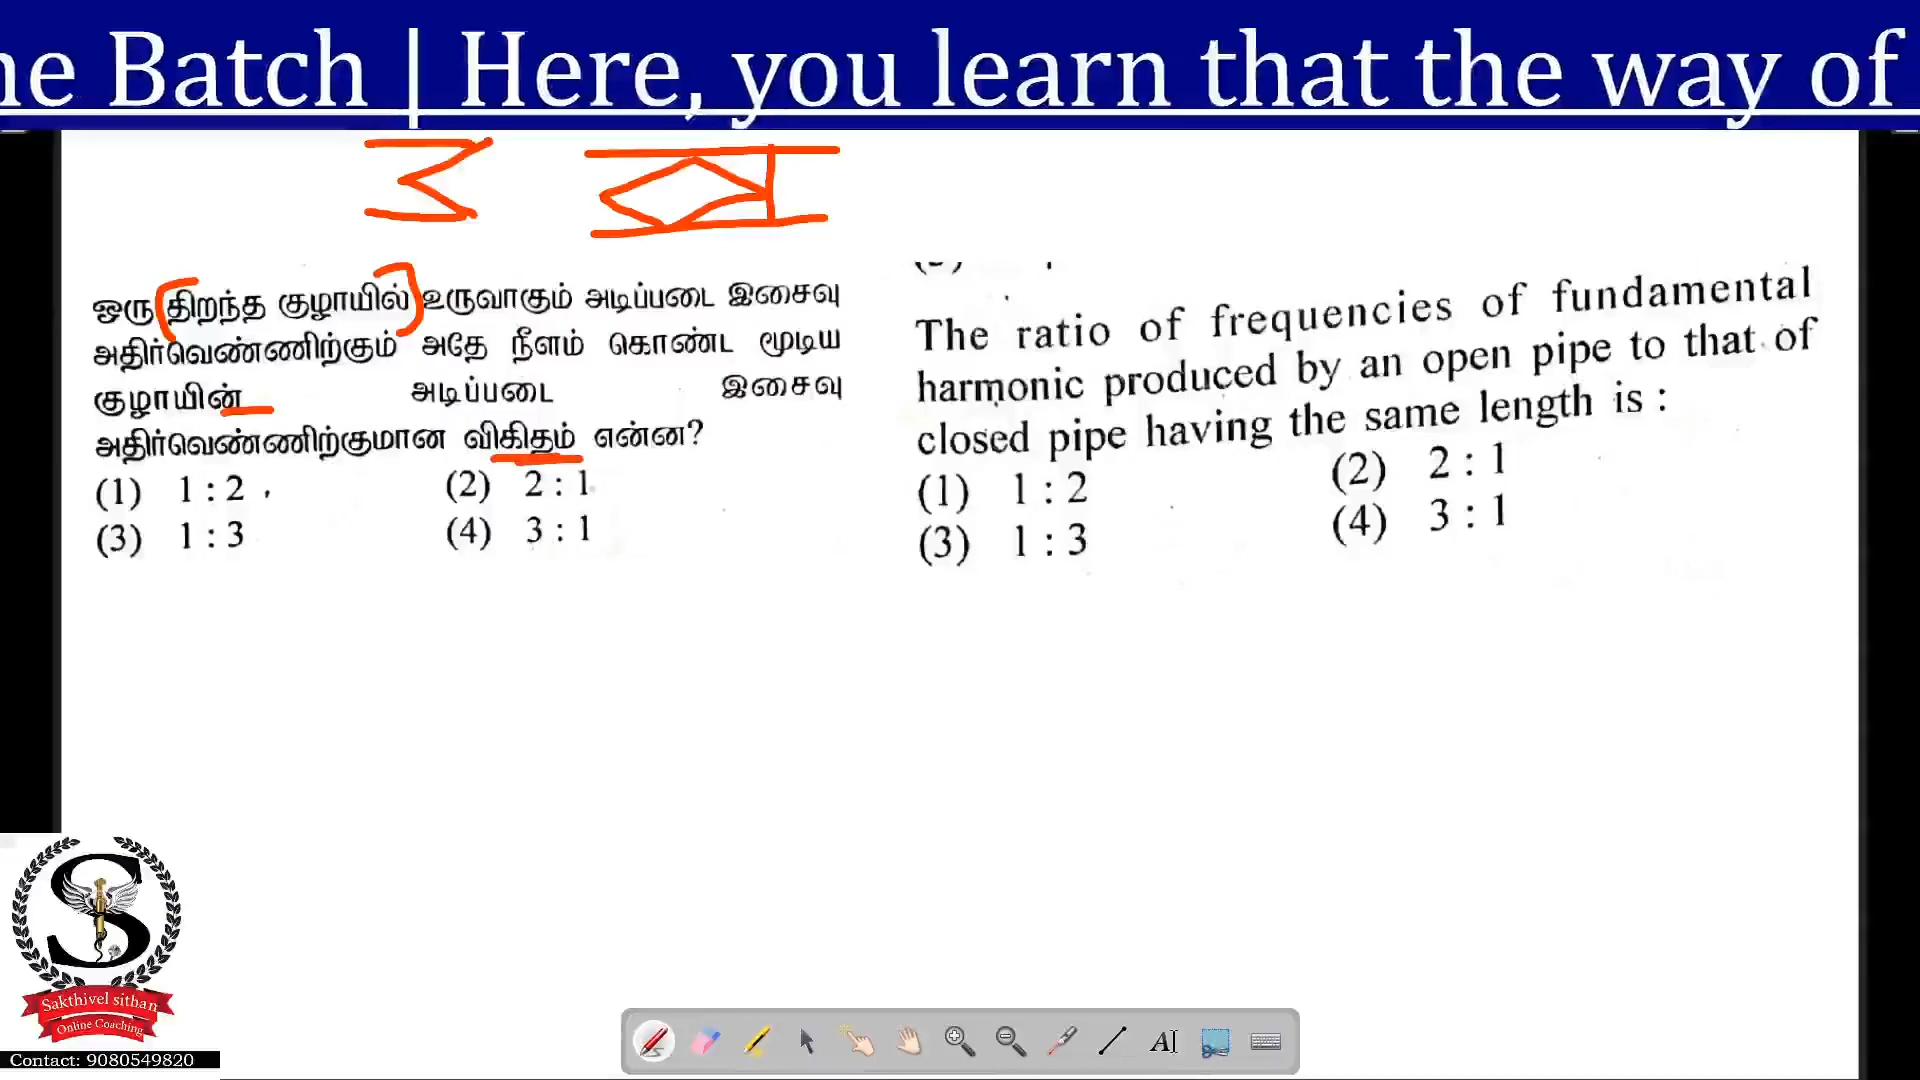 ne Batch | Here, you learn that the way of
ஒரு திறந்த குழாயில் உருவாகும் அடிப்படை இசைவு
அதிர்வெண்ணிற்கும் அதே நீளம் கொண்ட மூடிய
குழாயின் அடிப்படை இசைவு
அதிர்வெண்ணிற்குமான விகிதம் என்ன?
(1) 1 : 2 (2) 2 : 1
(3) 1 : 3 (4) 3 : 1
The ratio of frequencies of fundamental
harmonic produced by an open pipe to that of
closed pipe having the same length is :
(1) 1 : 2 (2) 2 : 1
(3) 1 : 3 (4) 3 : 1
S
Sakthivel sithan
Online Coaching
Contact: 9080549820
AI